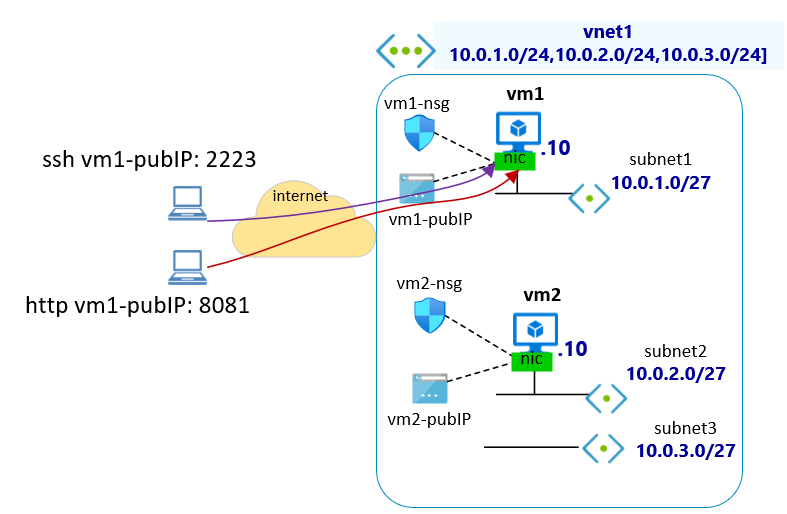 vnet1
10.0.1.0/24,10.0.2.0/24,10.0.3.0/24]
vm1-nsg
vm1
ssh vm1-pubIP: 2223
nic
.10
subnet1
10.0.1.0/27
internet
vm1-pubIP
http vm1-pubIP: 8081
vm2-nsg
vm2
nic
.10
subnet2
10.0.2.0/27
vm2-pubIP
subnet3
10.0.3.0/27